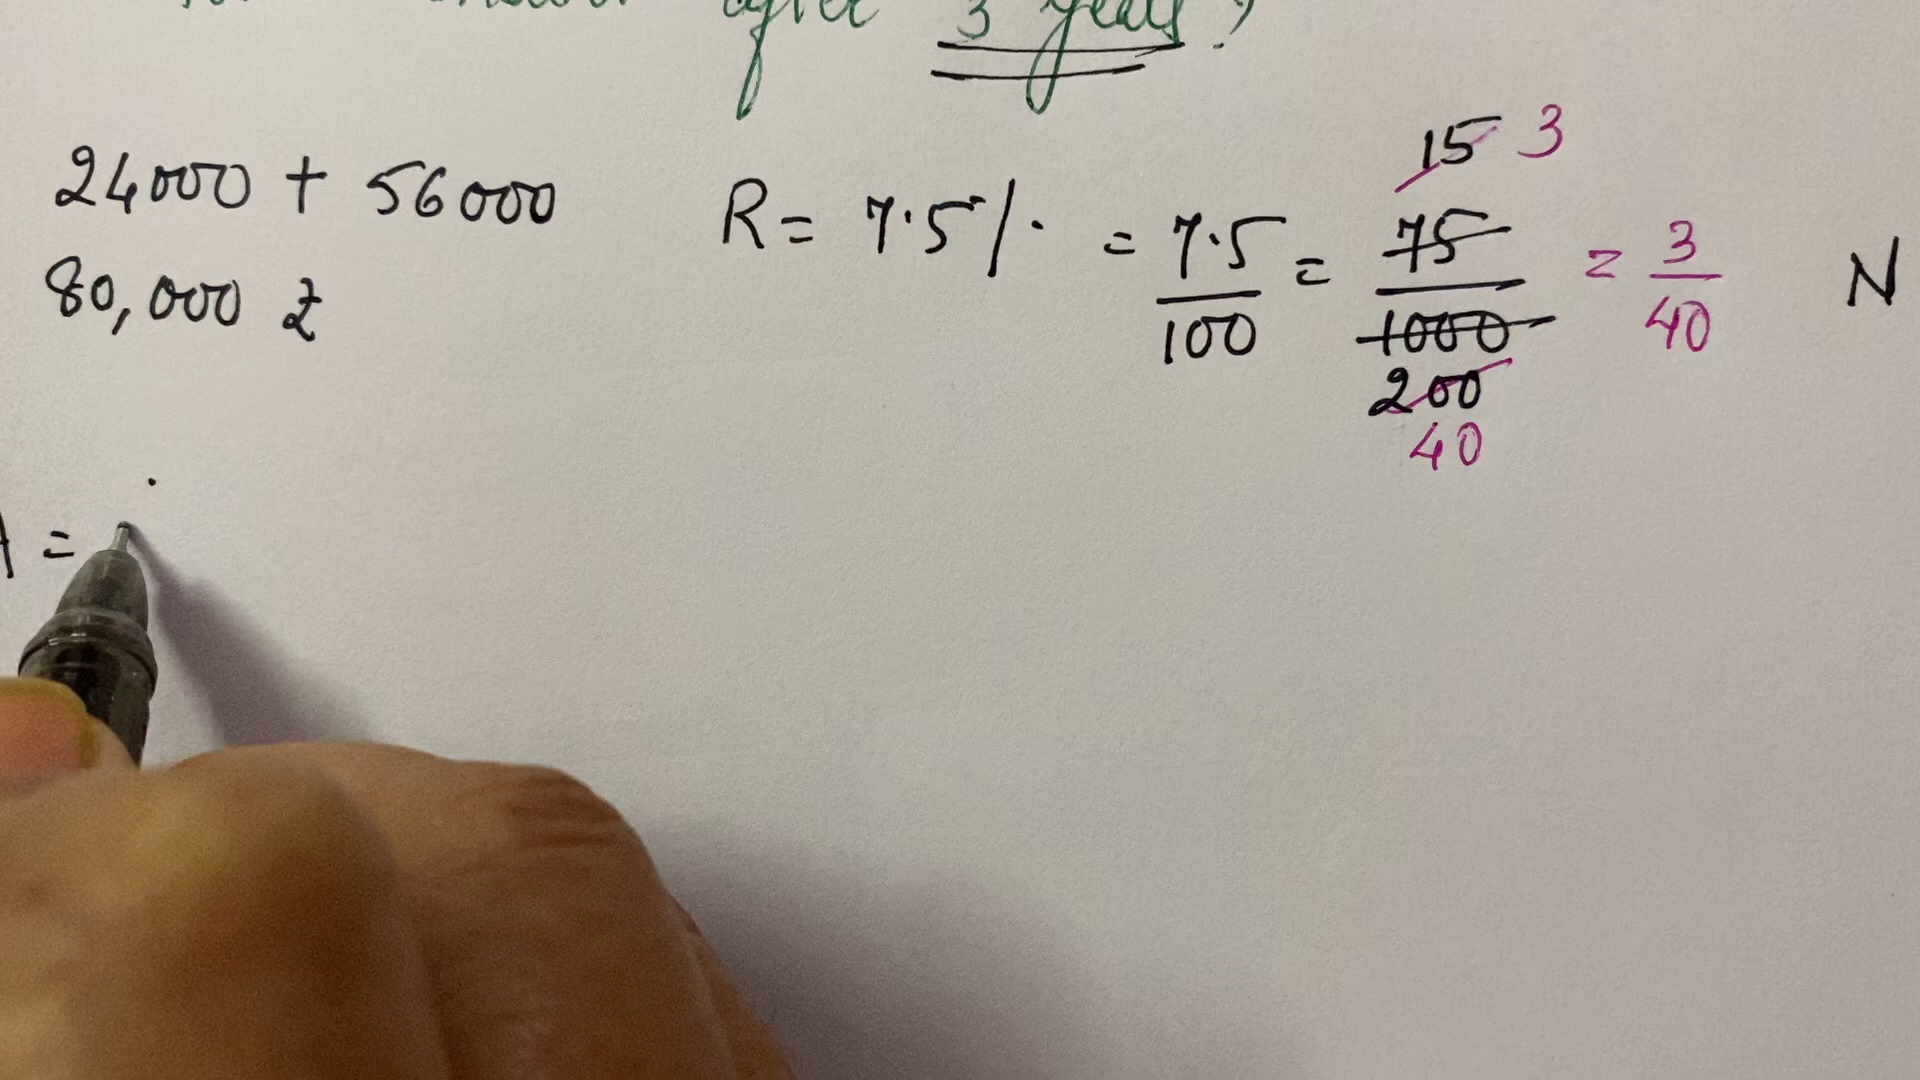 after 3 years?
24000 + 56000
80,000 ₹
R = 7.5% = 7.5/100 = 75/1000 = 3/40
15 3
200
40
N
A =